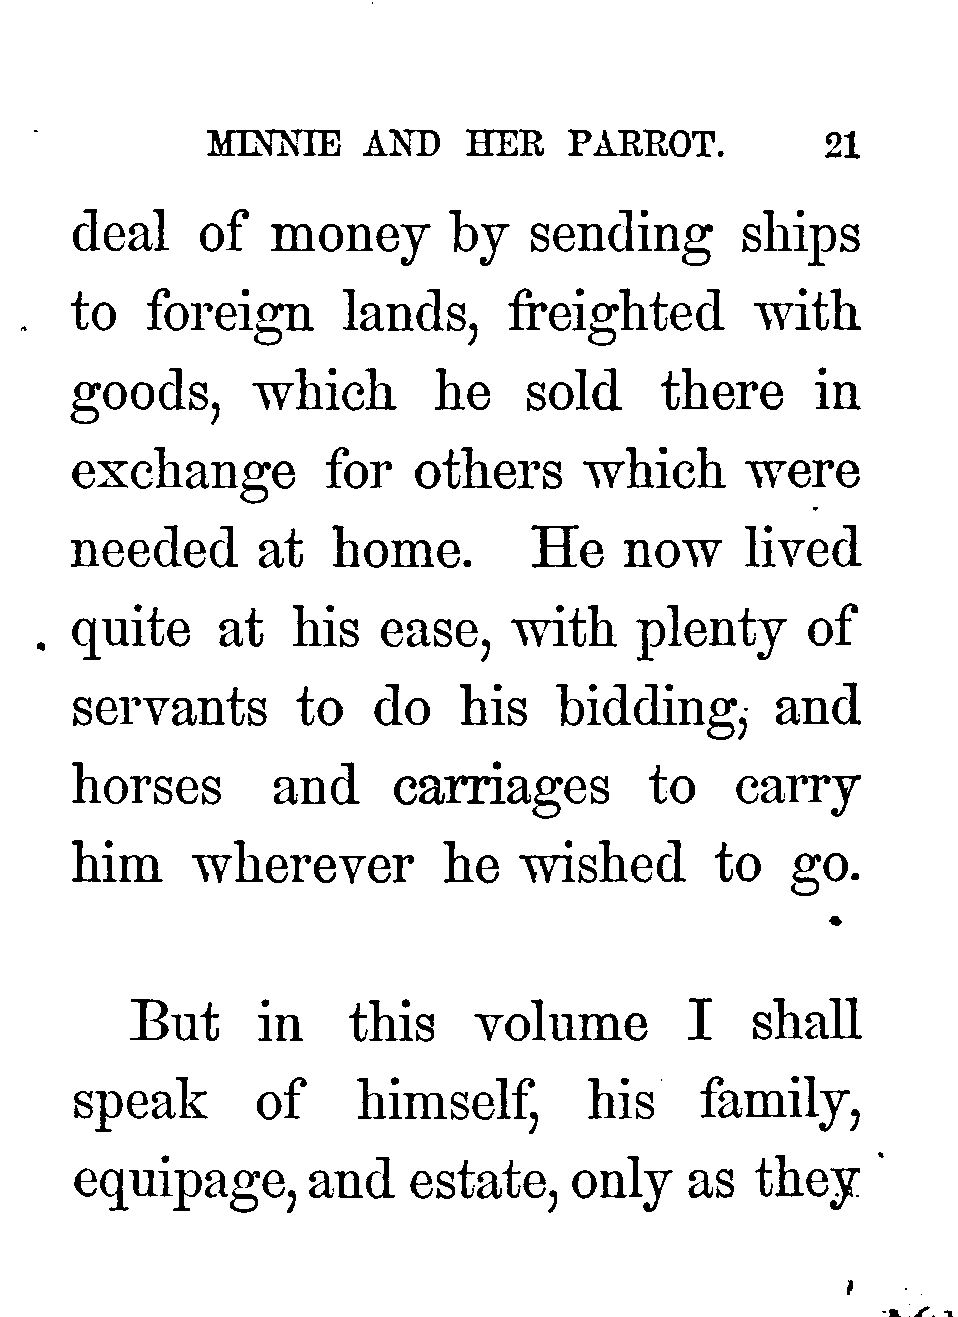 MINNIE AND HER PARROT. 21
deal of money by sending ships
to foreign lands, freighted with
goods, which he sold there in
exchange for others which were
needed at home. He now lived
quite at his ease, with plenty of
servants to do his bidding, and
horses and carriages to carry
him wherever he wished to go.
But in this volume I shall
speak of himself, his family,
equipage, and estate, only as they